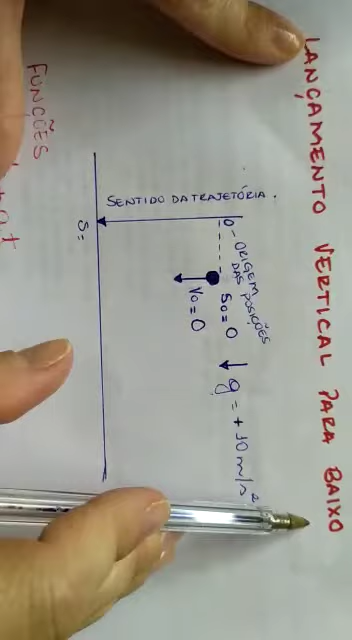 LANÇAMENTO VERTICAL PARA BAIXO
0 - ORIGEM
DAS POSIÇÕES
S₀ = 0
g = +10 m/s²
V₀ = 0
SENTIDO DA TRAJETÓRIA.
S =
FUNÇÕES